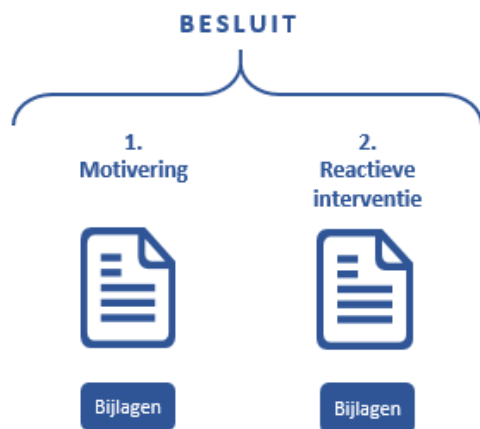 BESLUIT
1.
Motivering
2.
Reactieve
interventie
Bijlagen
Bijlagen